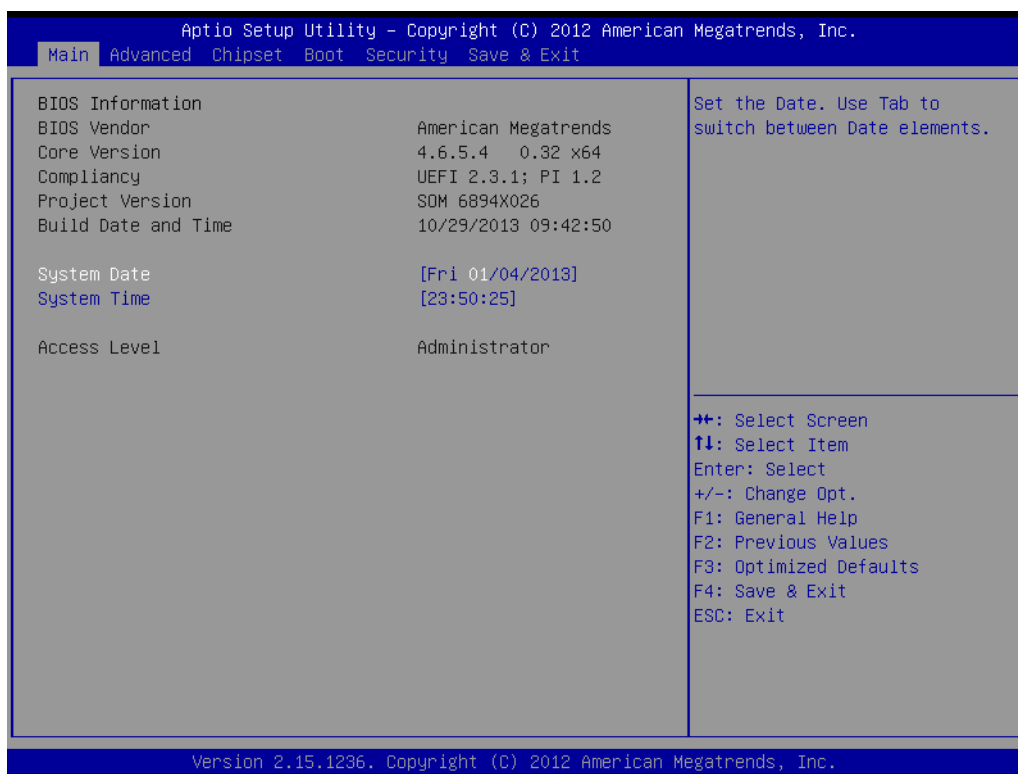 Aptio Setup Utility – Copyright (C) 2012 American Megatrends, Inc.
Main Advanced Chipset Boot Security Save & Exit
BIOS Information
BIOS Vendor American Megatrends
Core Version 4.6.5.4 0.32 x64
Compliancy UEFI 2.3.1; PI 1.2
Project Version SOM 6894X026
Build Date and Time 10/29/2013 09:42:50
System Date [Fri 01/04/2013]
System Time [23:50:25]
Access Level Administrator
Set the Date. Use Tab to
switch between Date elements.
→←: Select Screen
↑↓: Select Item
Enter: Select
+/-: Change Opt.
F1: General Help
F2: Previous Values
F3: Optimized Defaults
F4: Save & Exit
ESC: Exit
Version 2.15.1236. Copyright (C) 2012 American Megatrends, Inc.